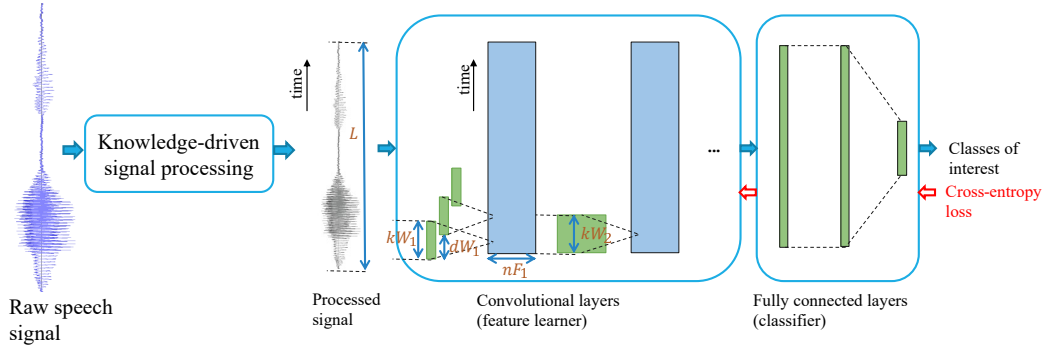 Raw speech
signal
Knowledge-driven
signal processing
time
L
Processed
signal
time
kW₁
dW₁
nF₁
kW₂
...
Convolutional layers
(feature learner)
Fully connected layers
(classifier)
Classes of
interest
Cross-entropy
loss